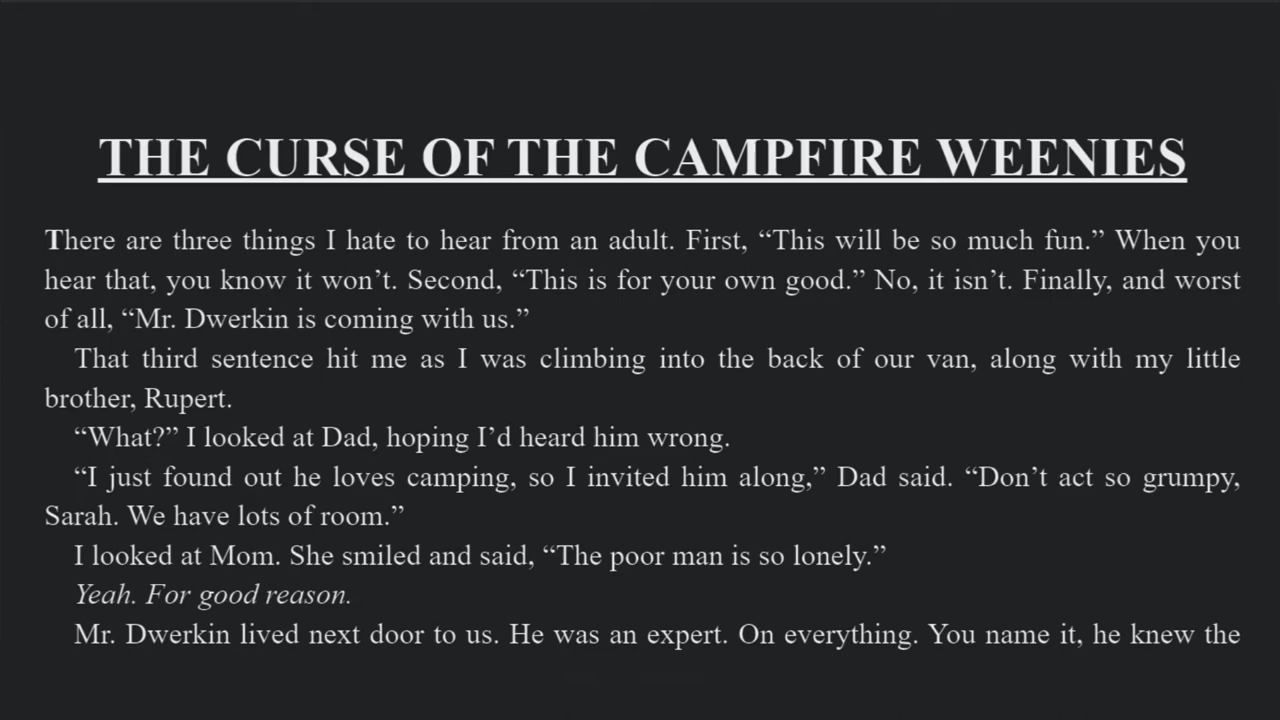 THE CURSE OF THE CAMPFIRE WEENIES
There are three things I hate to hear from an adult. First, “This will be so much fun.” When you
hear that, you know it won’t. Second, “This is for your own good.” No, it isn’t. Finally, and worst
of all, “Mr. Dwerkin is coming with us.”
That third sentence hit me as I was climbing into the back of our van, along with my little
brother, Rupert.
“What?” I looked at Dad, hoping I’d heard him wrong.
“I just found out he loves camping, so I invited him along,” Dad said. “Don’t act so grumpy,
Sarah. We have lots of room.”
I looked at Mom. She smiled and said, “The poor man is so lonely.”
Yeah. For good reason.
Mr. Dwerkin lived next door to us. He was an expert. On everything. You name it, he knew the